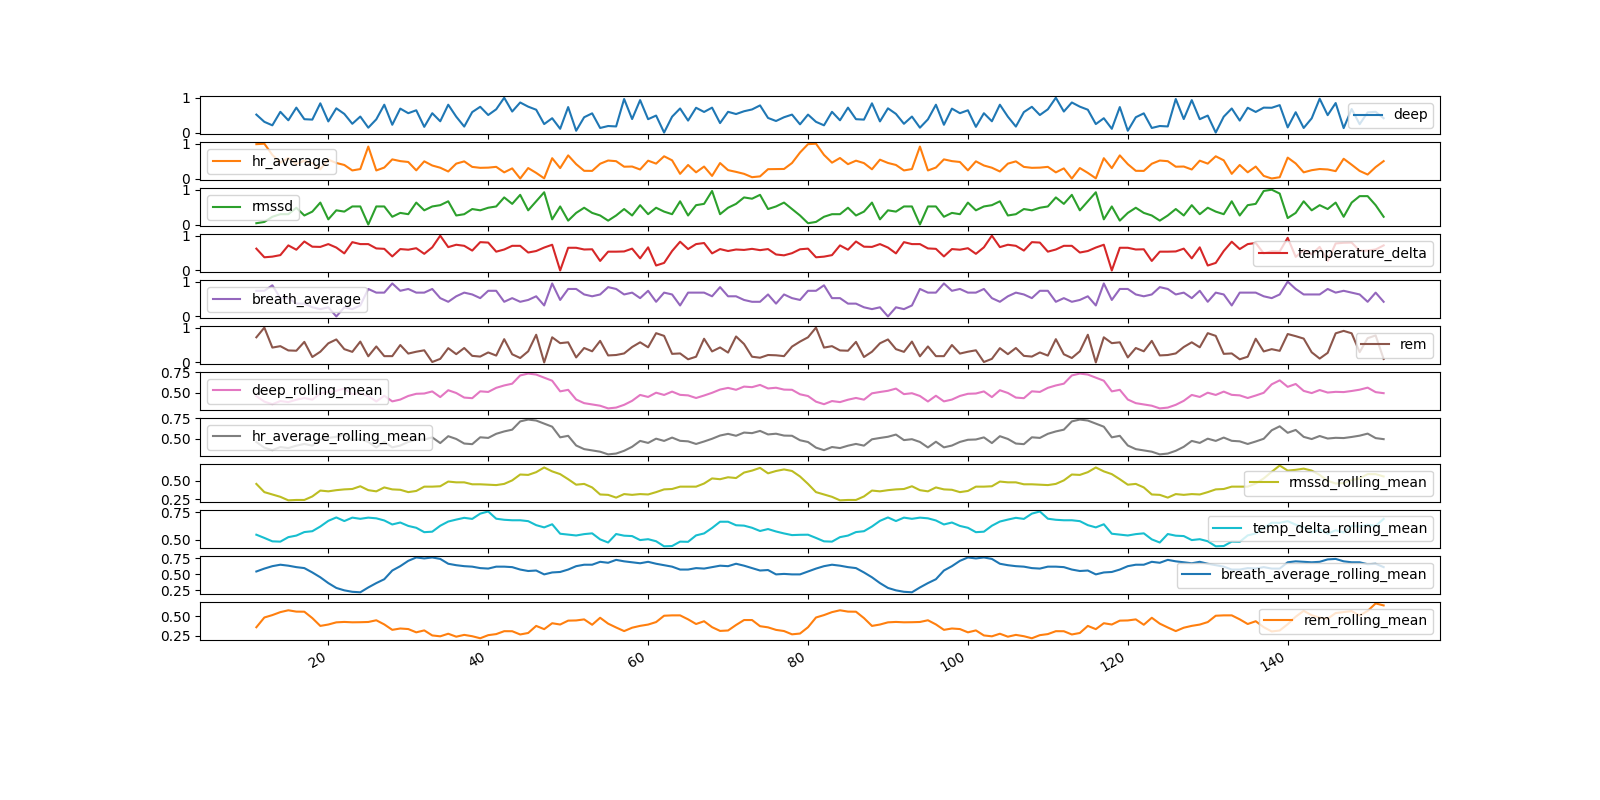 1
0
deep
1
0
hr_average
1
0
rmssd
1
0
temperature_delta
1
0
breath_average
1
0
rem
0.75
0.50
deep_rolling_mean
0.75
0.50
hr_average_rolling_mean
0.50
0.25
rmssd_rolling_mean
0.75
0.50
temp_delta_rolling_mean
0.75
0.50
0.25
breath_average_rolling_mean
0.50
0.25
rem_rolling_mean
20 40 60 80 100 120 140